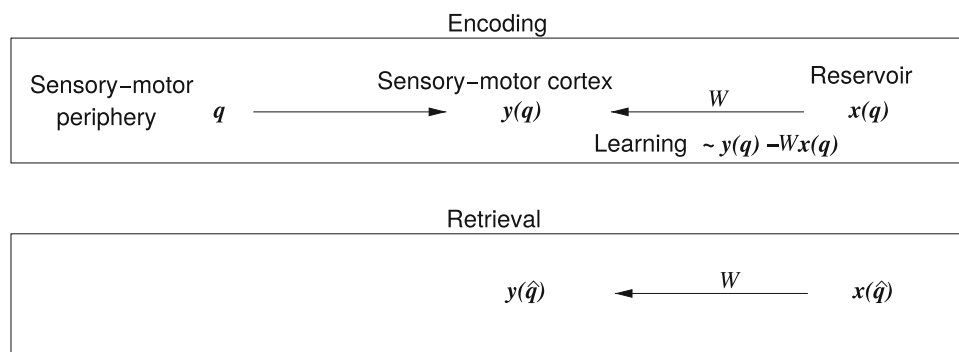 Encoding
Sensory-motor periphery
q
Sensory-motor cortex
y(q)
W
Reservoir
x(q)
Learning ~ y(q) -Wx(q)
Retrieval
y(q̂)
W
x(q̂)